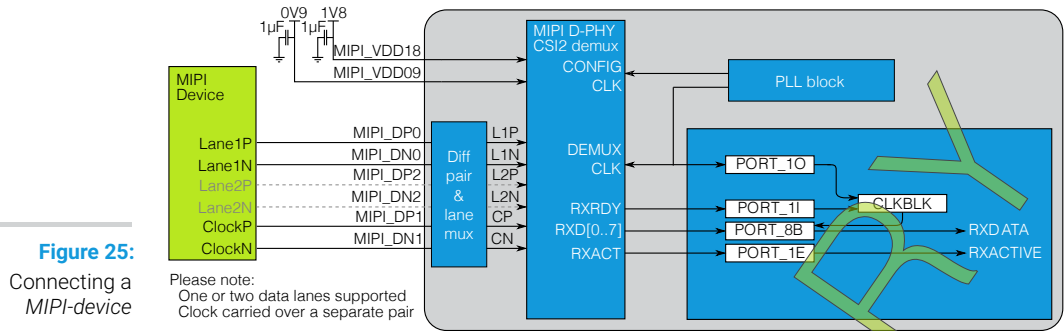 0V9
1V8
1µF
1µF
MIPI_VDD18
MIPI_VDD09
MIPI
Device
Lane1P
Lane1N
Lane2P
Lane2N
ClockP
ClockN
MIPI_DP0
MIPI_DN0
MIPI_DP2
MIPI_DN2
MIPI_DP1
MIPI_DN1
Diff
pair
&
lane
mux
L1P
L1N
L2P
L2N
CP
CN
MIPI D-PHY
CSI2 demux
CONFIG
CLK
DEMUX
CLK
RXRDY
RXD[0..7]
RXACT
PLL block
PORT_1O
PORT_1I
PORT_8B
PORT_1E
CLKBLK
RXDATA
RXACTIVE
R Y
Please note:
One or two data lanes supported
Clock carried over a separate pair
Figure 25:
Connecting a
MIPI-device